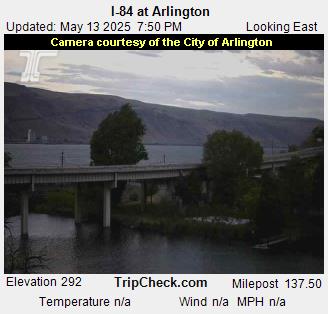 I-84 at Arlington
Updated: May 13 2025 7:50 PM Looking East
Camera courtesy of the City of Arlington
Elevation 292 TripCheck.com Milepost 137.50
Temperature n/a Wind n/a MPH n/a